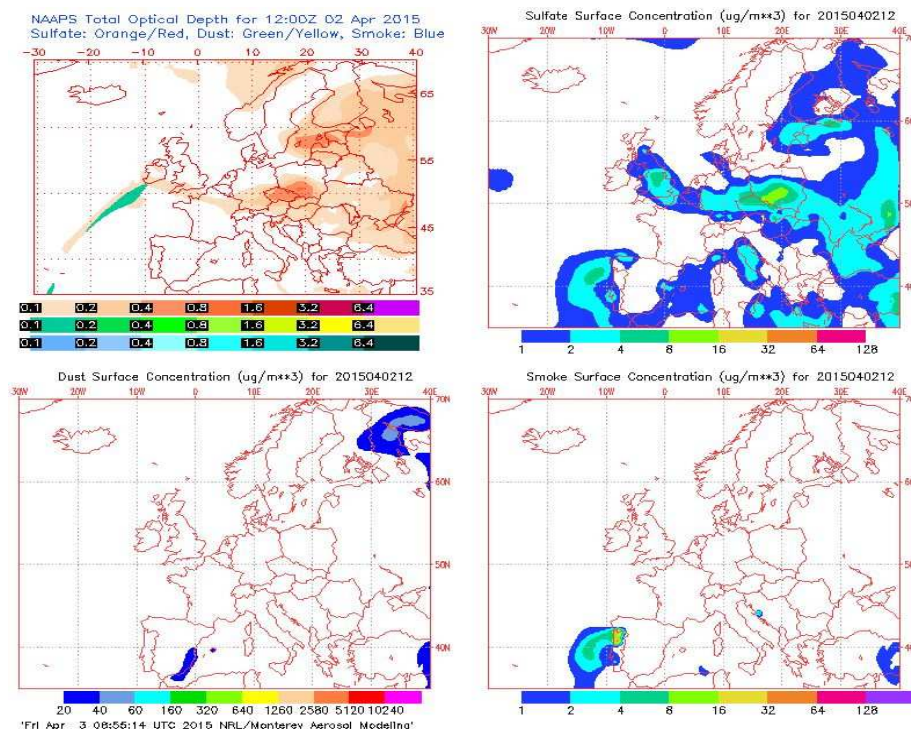 NAAPS Total Optical Depth for 12:00Z 02 Apr 2015
Sulfate: Orange/Red, Dust: Green/Yellow, Smoke: Blue
-30 -20 -10 0 10 20 30 40
65
55
45
35
0.1 0.2 0.4 0.8 1.6 3.2 6.4
0.1 0.2 0.4 0.8 1.6 3.2 6.4
0.1 0.2 0.4 0.8 1.6 3.2 6.4
Sulfate Surface Concentration (ug/m**3) for 2015040212
30W 20W 10W 0 10E 20E 30E 40E
70N
60N
50N
40N
1 2 4 8 16 32 64 128
Dust Surface Concentration (ug/m**3) for 2015040212
30W 20W 10W 0 10E 20E 30E 40E
70N
60N
50N
40N
20 40 60 160 320 640 1260 2580 5120 10240
'Fri Apr 3 08:55:14 UTC 2015 NRL/Monterey Aerosol Modeling'
Smoke Surface Concentration (ug/m**3) for 2015040212
30W 20W 10W 0 10E 20E 30E 40E
70N
60N
50N
40N
1 2 4 8 16 32 64 128